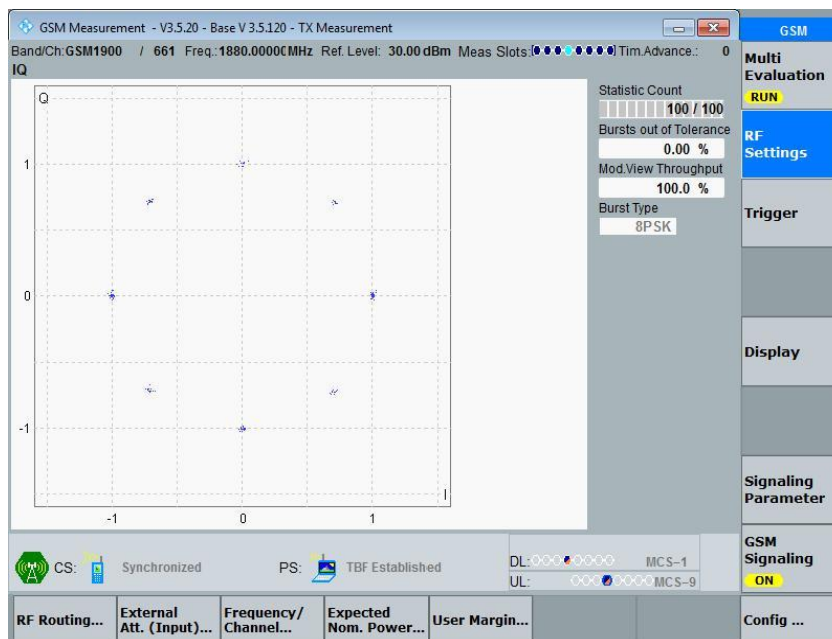 GSM Measurement - V3.5.20 - Base V 3.5.120 - TX Measurement
GSM
Band/Ch: GSM1900 / 661 Freq.: 1880.0000 MHz Ref. Level: 30.00 dBm Meas Slots: Tim.Advance.: 0
IQ
Multi
Evaluation
RUN
Q
Statistic Count
100 / 100
Bursts out of Tolerance
0.00 %
Mod.View Throughput
100.0 %
Burst Type
8PSK
RF
Settings
Trigger
Display
Signaling
Parameter
GSM
Signaling
ON
1
0
-1
I
-1 0 1
CS: Synchronized PS: TBF Established
DL: MCS-1
UL: MCS-9
RF Routing...
External
Att. (Input)...
Frequency/
Channel...
Expected
Nom. Power...
User Margin...
Config ...